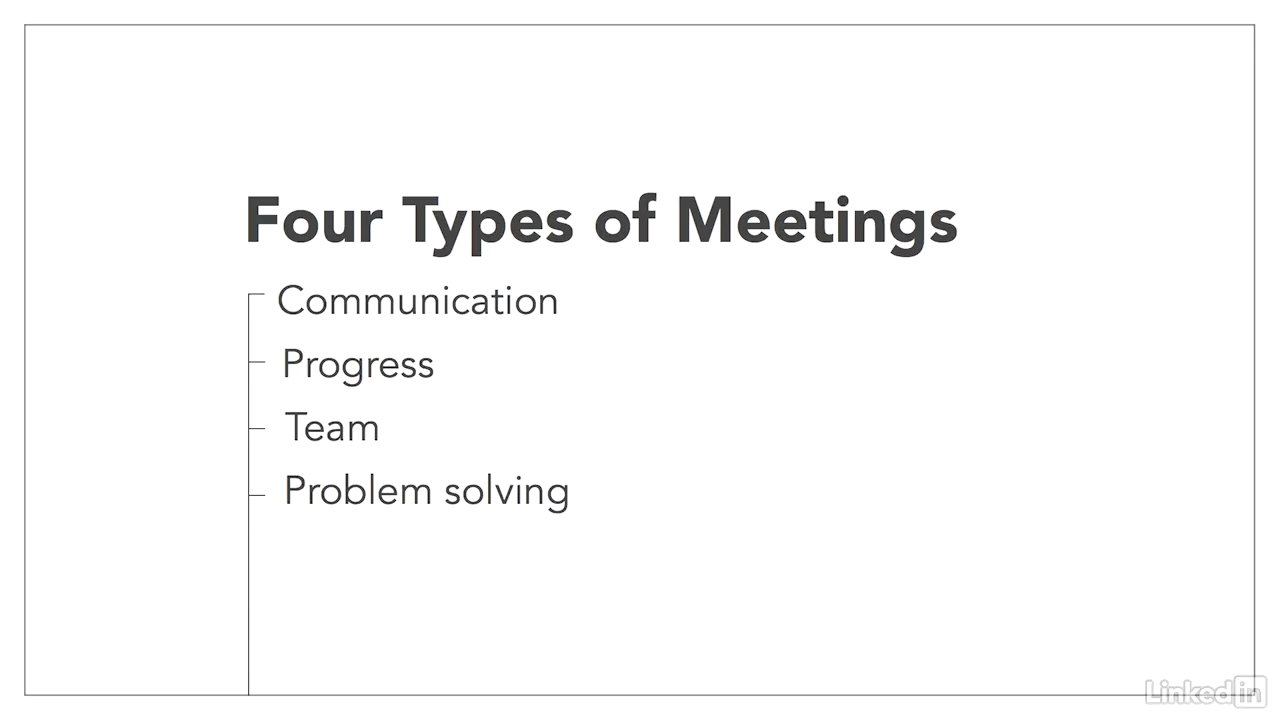 Four Types of Meetings
Communication
Progress
Team
Problem solving
Linkedin